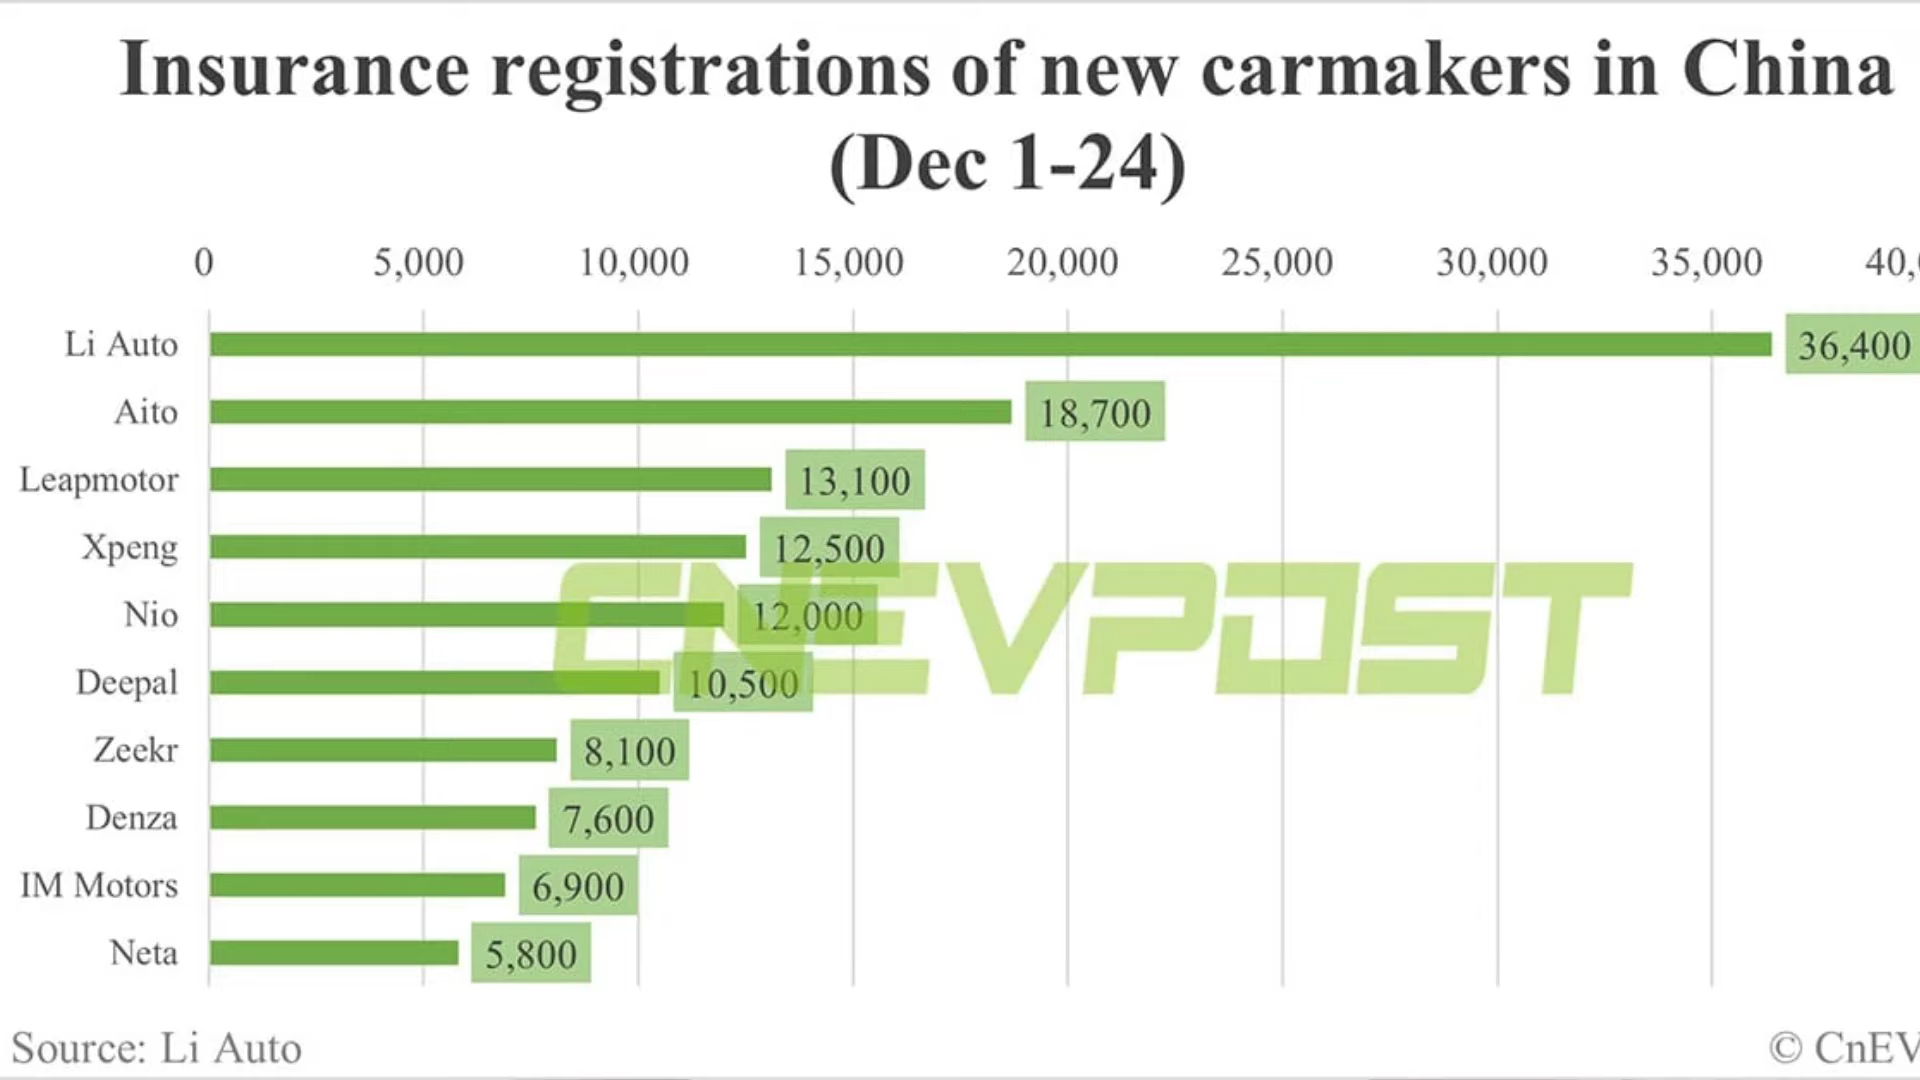 Insurance registrations of new carmakers in China
(Dec 1-24)
0 5,000 10,000 15,000 20,000 25,000 30,000 35,000 40,
Li Auto 36,400
Aito 18,700
Leapmotor 13,100
Xpeng 12,500
Nio 12,000
Deepal 10,500
Zeekr 8,100
Denza 7,600
IM Motors 6,900
Neta 5,800
CNEVPOST
Source: Li Auto © CnEV